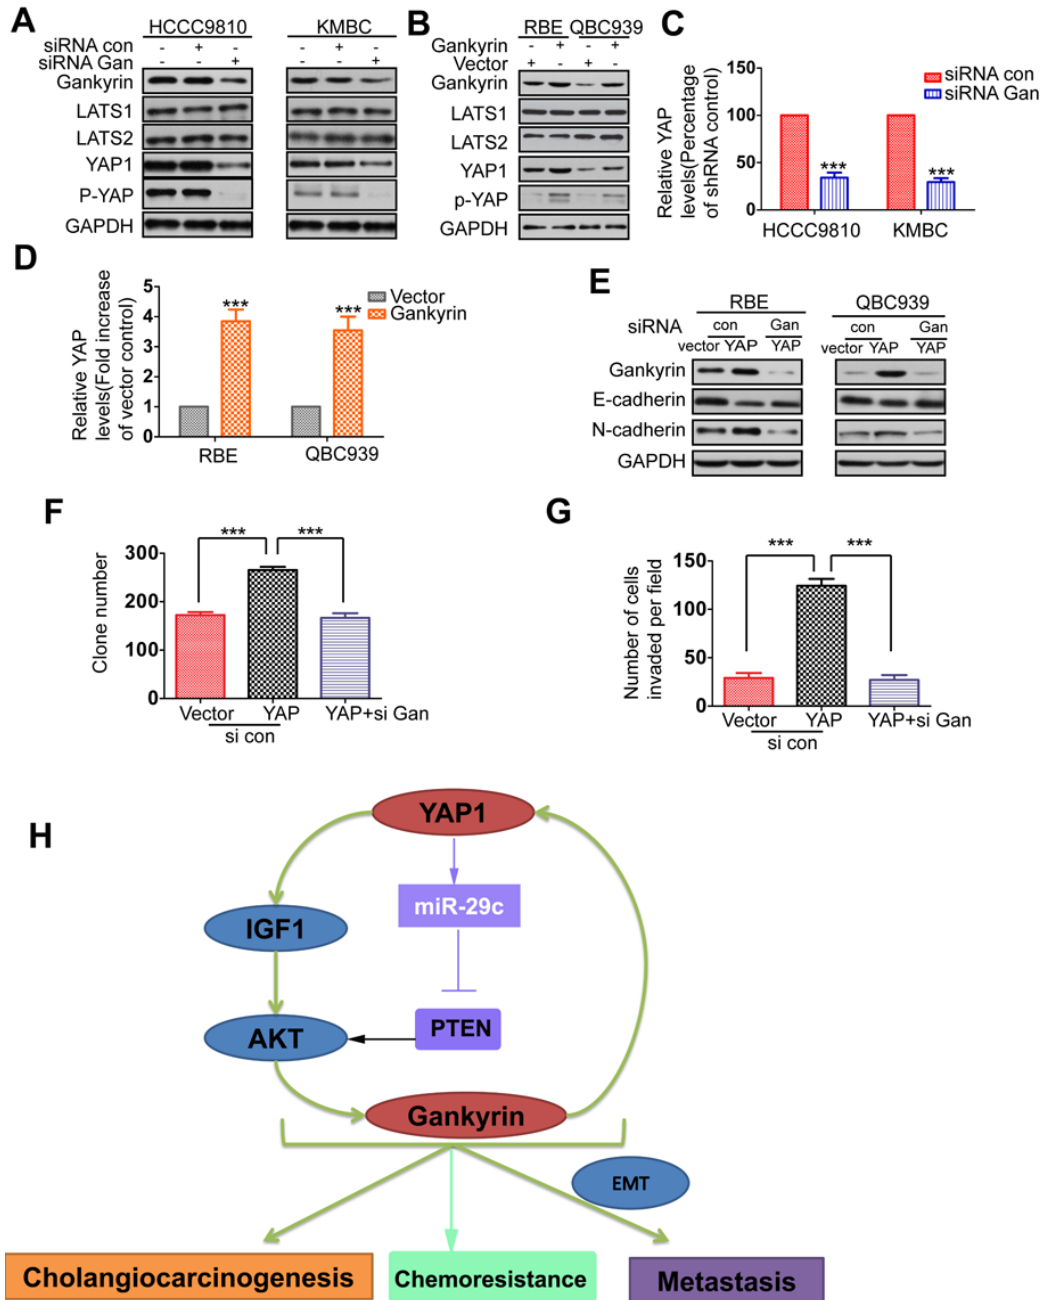 A
HCCC9810
KMBC
siRNA con - + - - + -
siRNA Gan - - + - - +
Gankyrin
LATS1
LATS2
YAP1
P-YAP
GAPDH
B
RBE QBC939
Gankyrin - + - +
Vector + - + -
Gankyrin
LATS1
LATS2
YAP1
p-YAP
GAPDH
C
Relative YAP
levels(Percentage
of shRNA control)
150
100
50
0
*** ***
HCCC9810 KMBC
siRNA con
siRNA Gan
D
Relative YAP
levels(Fold increase
of vector control)
5
4
3
2
1
0
*** ***
RBE QBC939
Vector
Gankyrin
E
RBE QBC939
siRNA con Gan con Gan
vector YAP YAP vector YAP YAP
Gankyrin
E-cadherin
N-cadherin
GAPDH
F
Clone number
300
200
100
0
*** ***
Vector YAP YAP+si Gan
si con
G
Number of cells
invaded per field
150
100
50
0
*** ***
Vector YAP YAP+si Gan
si con
H
YAP1
miR-29c
IGF1
PTEN
AKT
Gankyrin
EMT
Cholangiocarcinogenesis
Chemoresistance
Metastasis